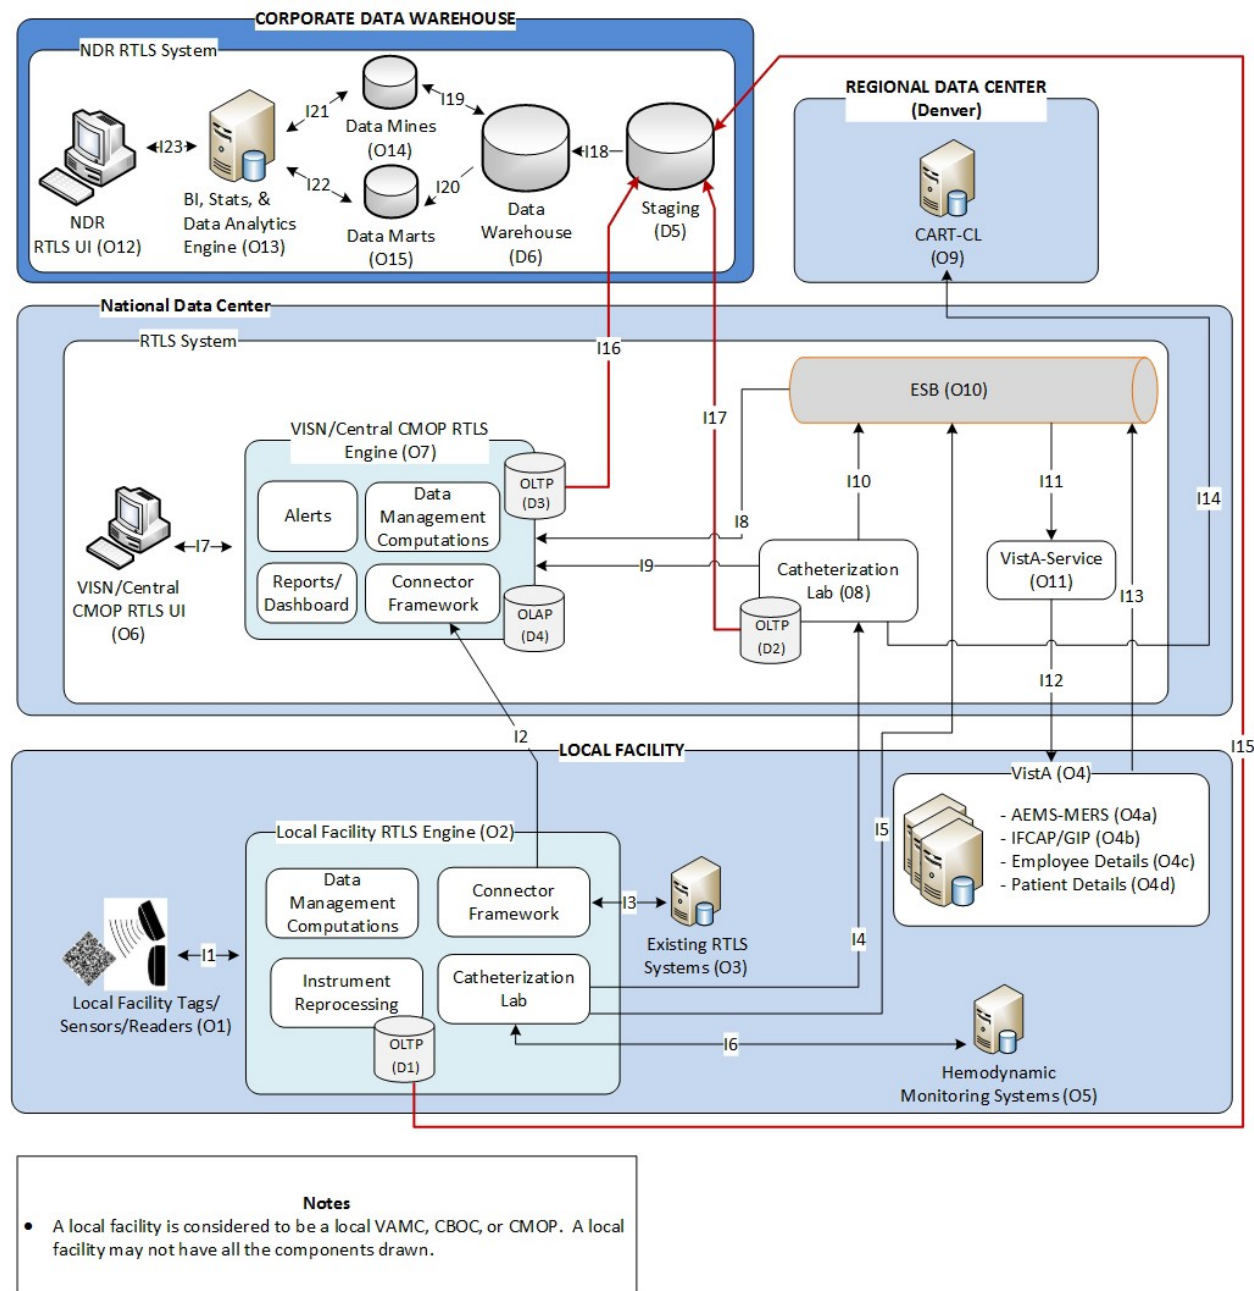 CORPORATE DATA WAREHOUSE
NDR RTLS System
I21
I19
Data Mines
(O14)
I23
I18
I22
I20
NDR
RTLS UI (O12)
BI, Stats, &
Data Analytics
Engine (O13)
Data Marts
(O15)
Data
Warehouse
(D6)
Staging
(D5)
REGIONAL DATA CENTER
(Denver)
CART-CL
(O9)
National Data Center
RTLS System
I16
I17
ESB (O10)
VISN/Central CMOP RTLS
Engine (O7)
OLTP
(D3)
Alerts
Data
Management
Computations
Reports/
Dashboard
Connector
Framework
OLAP
(D4)
I7
VISN/Central
CMOP RTLS UI
(O6)
I8
I9
I10
I11
I14
Catheterization
Lab (08)
OLTP
(D2)
VistA-Service
(O11)
I13
I12
I2
I15
LOCAL FACILITY
VistA (O4)
- AEMS-MERS (O4a)
- IFCAP/GIP (O4b)
- Employee Details (O4c)
- Patient Details (O4d)
I5
I4
Local Facility RTLS Engine (O2)
Data
Management
Computations
Connector
Framework
I3
Existing RTLS
Systems (O3)
I1
Local Facility Tags/
Sensors/Readers (O1)
Instrument
Reprocessing
Catheterization
Lab
OLTP
(D1)
I6
Hemodynamic
Monitoring Systems (O5)
Notes
● A local facility is considered to be a local VAMC, CBOC, or CMOP. A local
facility may not have all the components drawn.